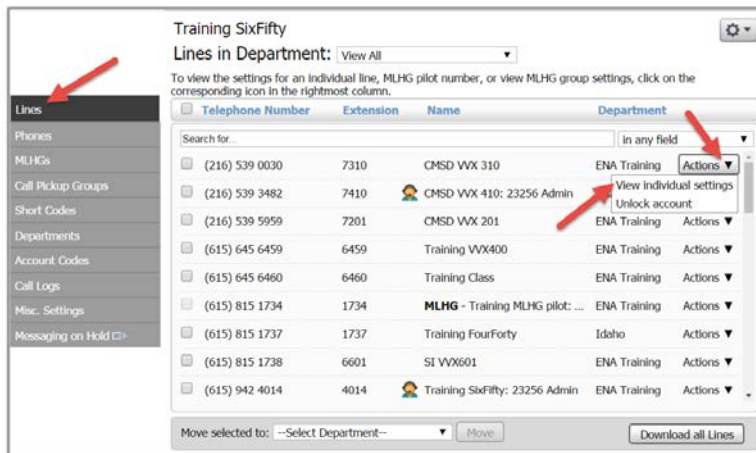 Training SixFifty
Lines in Department: View All
To view the settings for an individual line, MLHG pilot number, or view MLHG group settings, click on the
corresponding icon in the rightmost column.
Lines
Phones
MLHGs
Call Pickup Groups
Short Codes
Departments
Account Codes
Call Logs
Misc. Settings
Messaging on Hold
Telephone Number Extension Name Department
Search for... in any field
(216) 539 0030 7310 CMSD VVX 310 ENA Training Actions ▼
View individual settings
Unlock account
(216) 539 3482 7410 CMSD VVX 410: 23256 Admin
(216) 539 5959 7201 CMSD VVX 201 ENA Training Actions ▼
(615) 645 6459 6459 Training VVX400 ENA Training Actions ▼
(615) 645 6460 6460 Training Class ENA Training Actions ▼
(615) 815 1734 1734 MLHG - Training MLHG pilot: ... ENA Training Actions ▼
(615) 815 1737 1737 Training FourForty Idaho Actions ▼
(615) 815 1738 6601 SI VVX601 ENA Training Actions ▼
(615) 942 4014 4014 Training SixFifty: 23256 Admin ENA Training Actions ▼
Move selected to: --Select Department-- Move Download all Lines